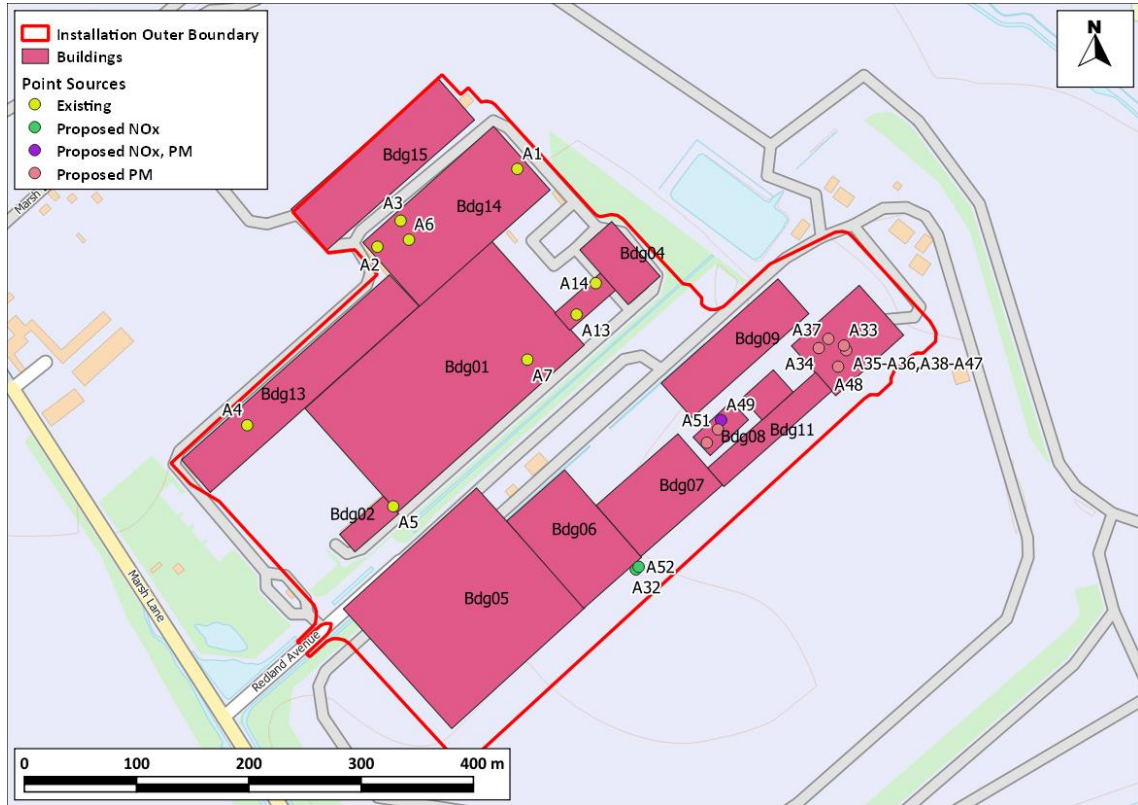 Installation Outer Boundary
Buildings
Point Sources
Existing
Proposed NOx
Proposed NOx, PM
Proposed PM
N
Bdg15
A1
Bdg14
A3
A6
A2
Bdg04
A14
A13
Bdg01
A7
Bdg13
A4
Bdg02
A5
Bdg09
A37
A33
A34
A35-A36,A38-A47
A48
A49
A51
Bdg08
Bdg11
Bdg07
Bdg06
A52
A32
Bdg05
Marsh Lane
Redland Avenue
0 100 200 300 400 m